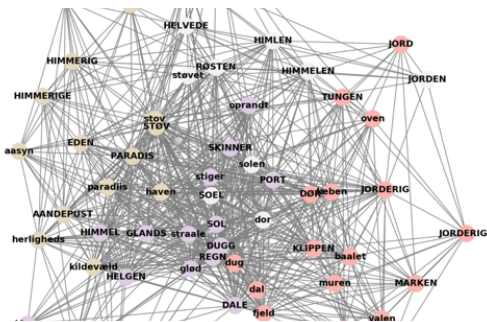 HELVEDE
HIMLEN
JORD
HIMMERIG
RØSTEN
støvet
HIMMELEN
JORDEN
HIMMERIGE
TUNGEN
oprandt
stov
STØV
oven
EDEN
SKINNER
aasyn
PARADIS
solen
stiger
PORT
paradiis
haven
SOEL
DØR
JORDERIG
AANDEPUST
SOL
dor
HIMMEL
GLANDS
straale
JORDERIG
herligheds
DUGG
KLIPPEN
REGN
dug
baalet
kildevæld
glød
HELGEN
muren
MARKEN
dal
DALE
fjeld